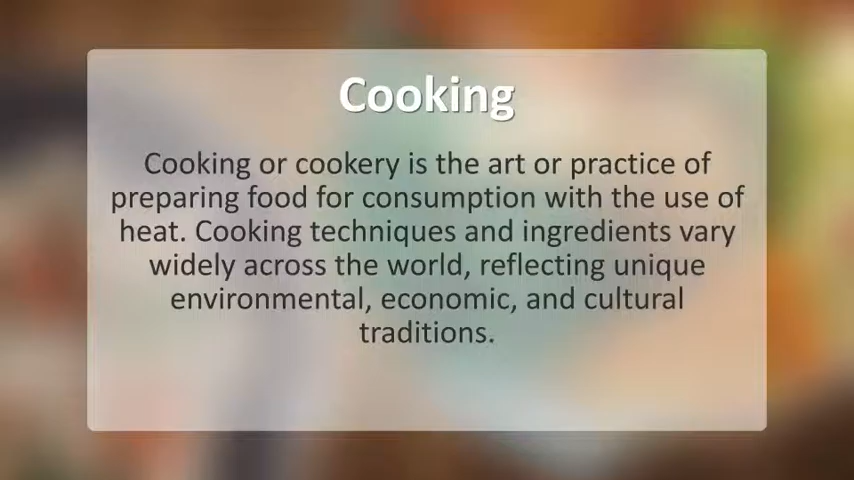 Cooking
Cooking or cookery is the art or practice of
preparing food for consumption with the use of
heat. Cooking techniques and ingredients vary
widely across the world, reflecting unique
environmental, economic, and cultural
traditions.